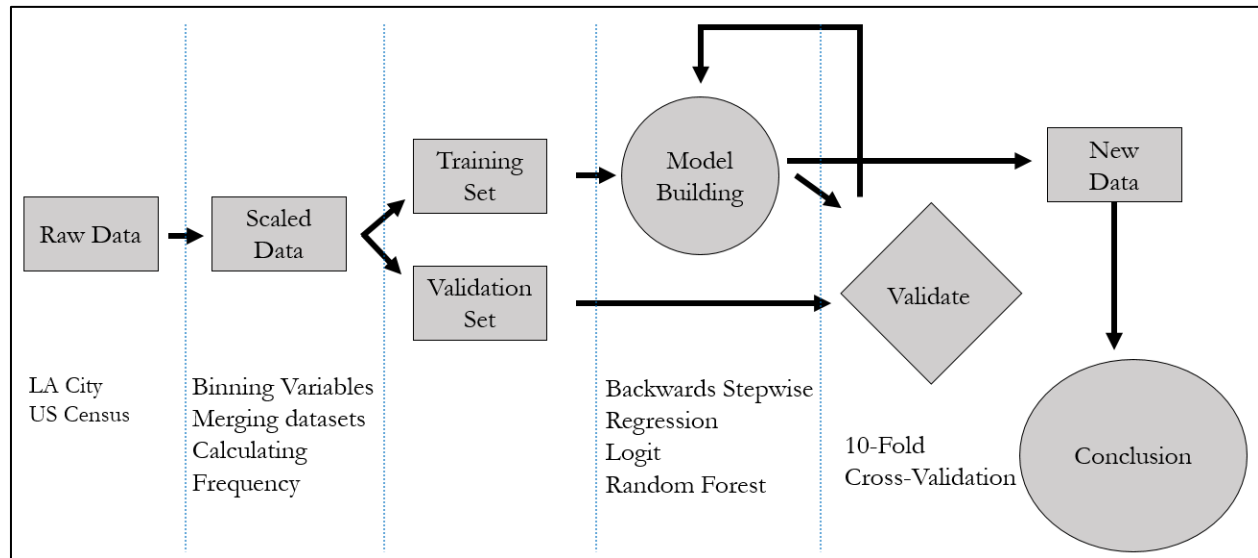 Raw Data
Scaled
Data
Training
Set
Validation
Set
Model
Building
Validate
New
Data
Conclusion
LA City
US Census
Binning Variables
Merging datasets
Calculating
Frequency
Backwards Stepwise
Regression
Logit
Random Forest
10-Fold
Cross-Validation